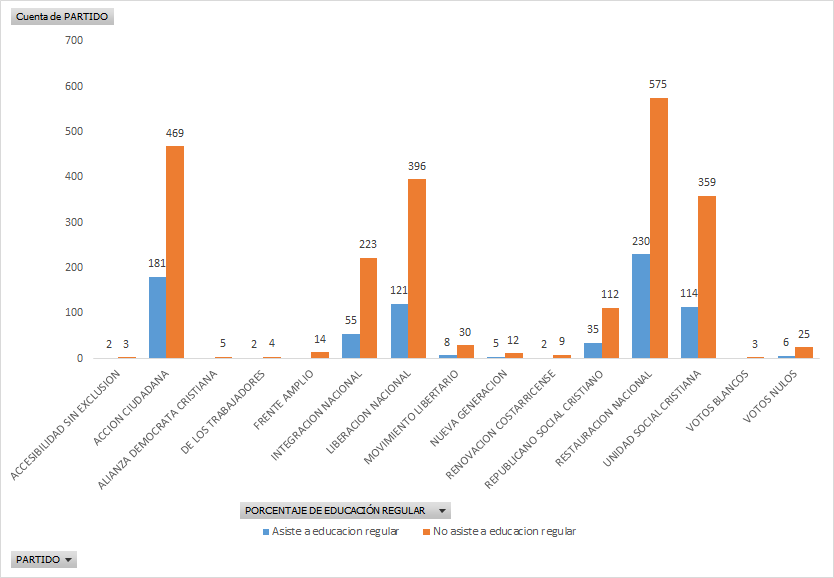 Cuenta de PARTIDO
700
600
500
400
300
200
100
0
2 3
181 469
5
2 4
14
55 223
121 396
8 30
5 12
2 9
35 112
230 575
114 359
3
6 25
ACCESIBILIDAD SIN EXCLUSION
ACCION CIUDADANA
ALIANZA DEMOCRATA CRISTIANA
DE LOS TRABAJADORES
FRENTE AMPLIO
INTEGRACION NACIONAL
LIBERACION NACIONAL
MOVIMIENTO LIBERTARIO
NUEVA GENERACION
RENOVACION COSTARRICENSE
REPUBLICANO SOCIAL CRISTIANO
RESTAURACION NACIONAL
UNIDAD SOCIAL CRISTIANA
VOTOS BLANCOS
VOTOS NULOS
PORCENTAJE DE EDUCACIÓN REGULAR
Asiste a educacion regular
No asiste a educacion regular
PARTIDO